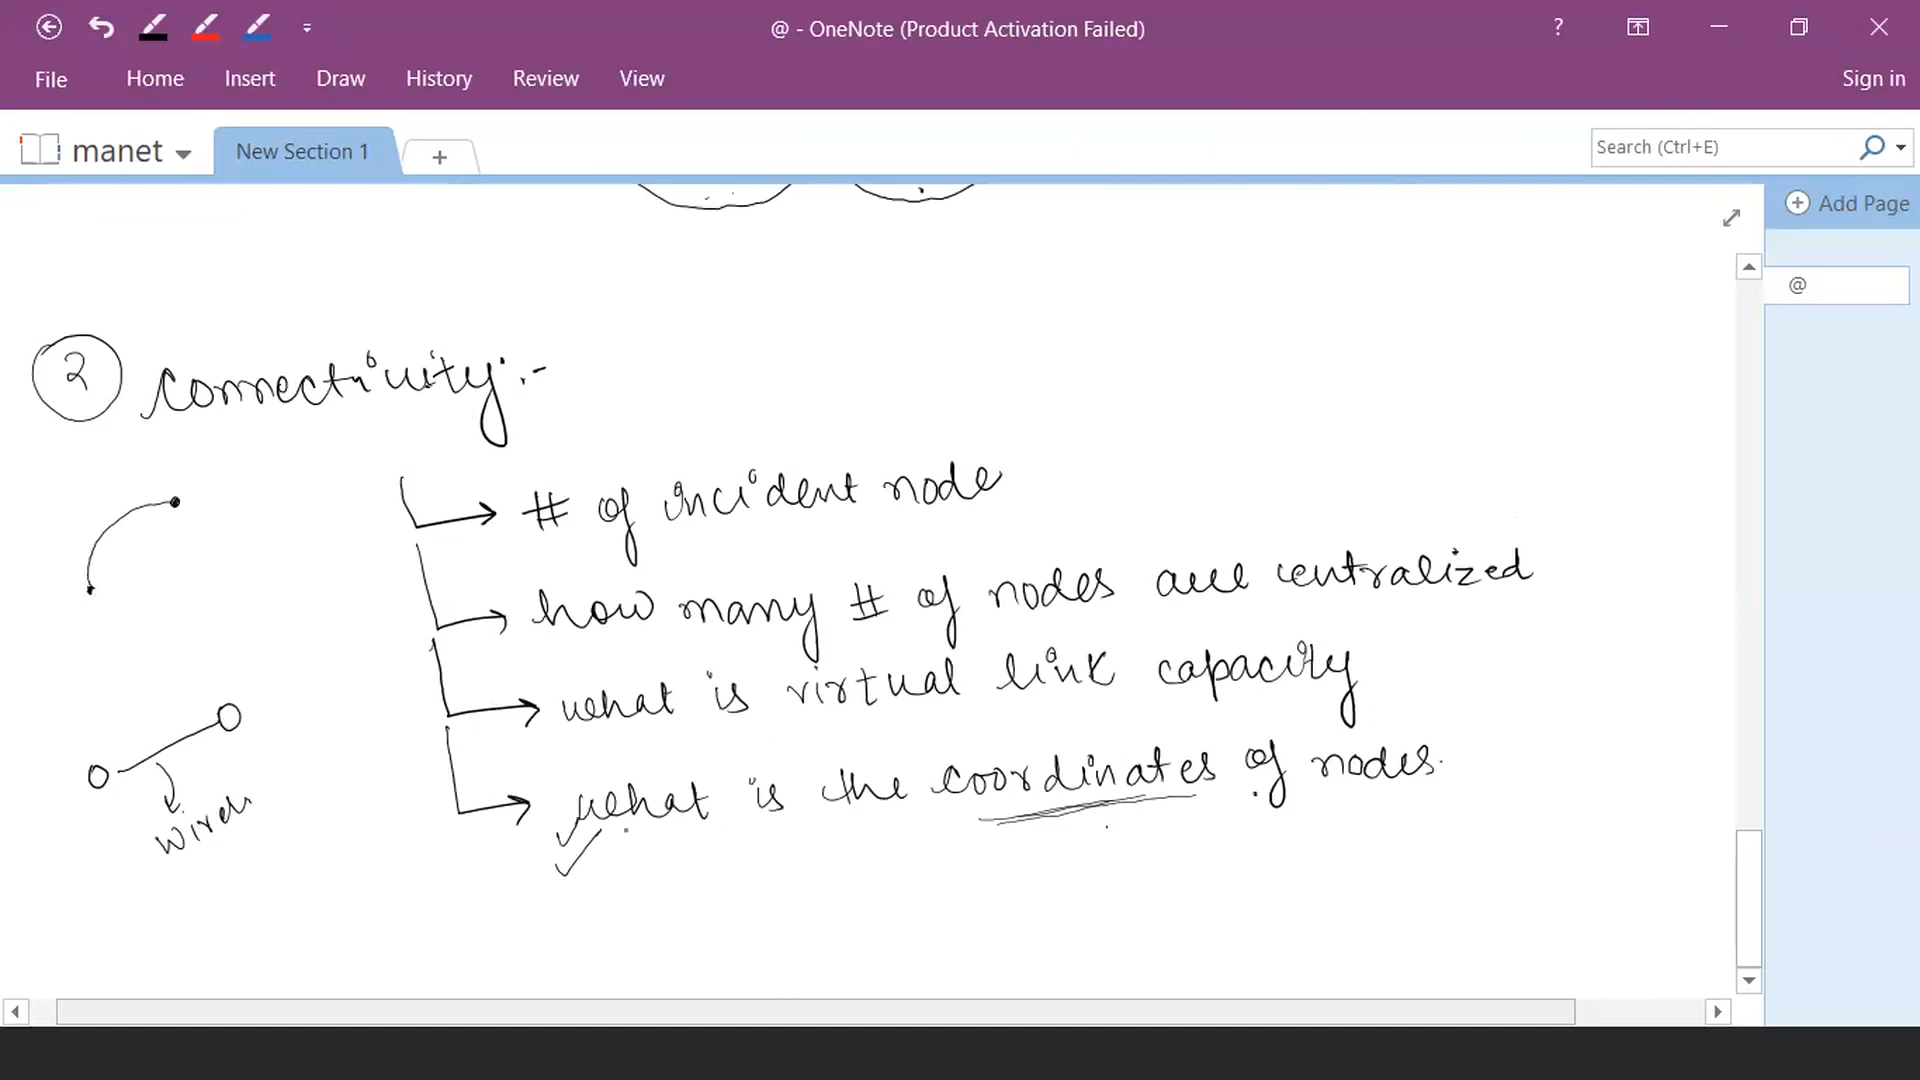 @ - OneNote (Product Activation Failed)
?
File Home Insert Draw History Review View Sign in
manet New Section 1 + Search (Ctrl+E)
Add Page
@
2 Connectivity :-
# of incident node
how many # of nodes are centralized
what is virtual link capacity
what is the coordinates of nodes.
wired